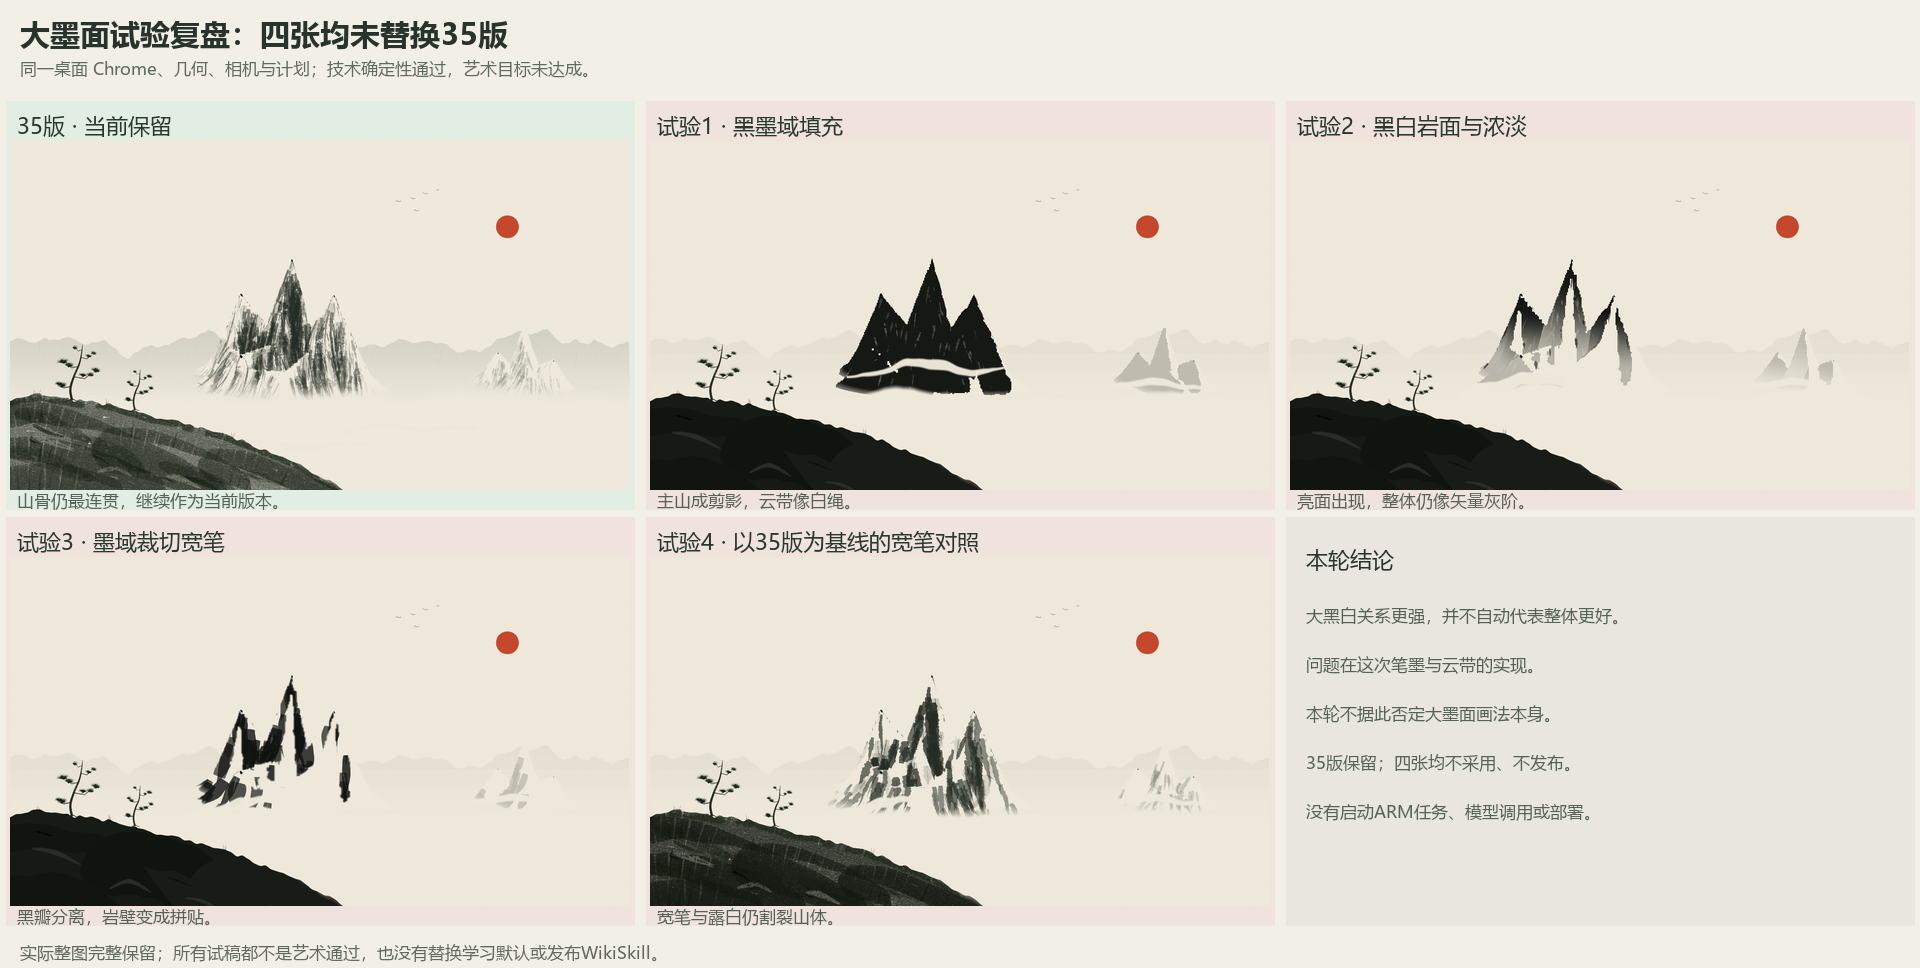 大墨面试验复盘：四张均未替换35版
同一桌面 Chrome、几何、相机与计划；技术确定性通过，艺术目标未达成。
35版 · 当前保留
山骨仍最连贯，继续作为当前版本。
试验1 · 黑墨域填充
主山成剪影，云带像白绳。
试验2 · 黑白岩面与浓淡
亮面出现，整体仍像矢量灰阶。
试验3 · 墨域裁切宽笔
黑瓣分离，岩壁变成拼贴。
试验4 · 以35版为基线的宽笔对照
宽笔与露白仍割裂山体。
本轮结论
大黑白关系更强，并不自动代表整体更好。
问题在这次笔墨与云带的实现。
本轮不据此否定大墨面画法本身。
35版保留；四张均不采用、不发布。
没有启动ARM任务、模型调用或部署。
实际整图完整保留；所有试稿都不是艺术通过，也没有替换学习默认或发布WikiSkill。